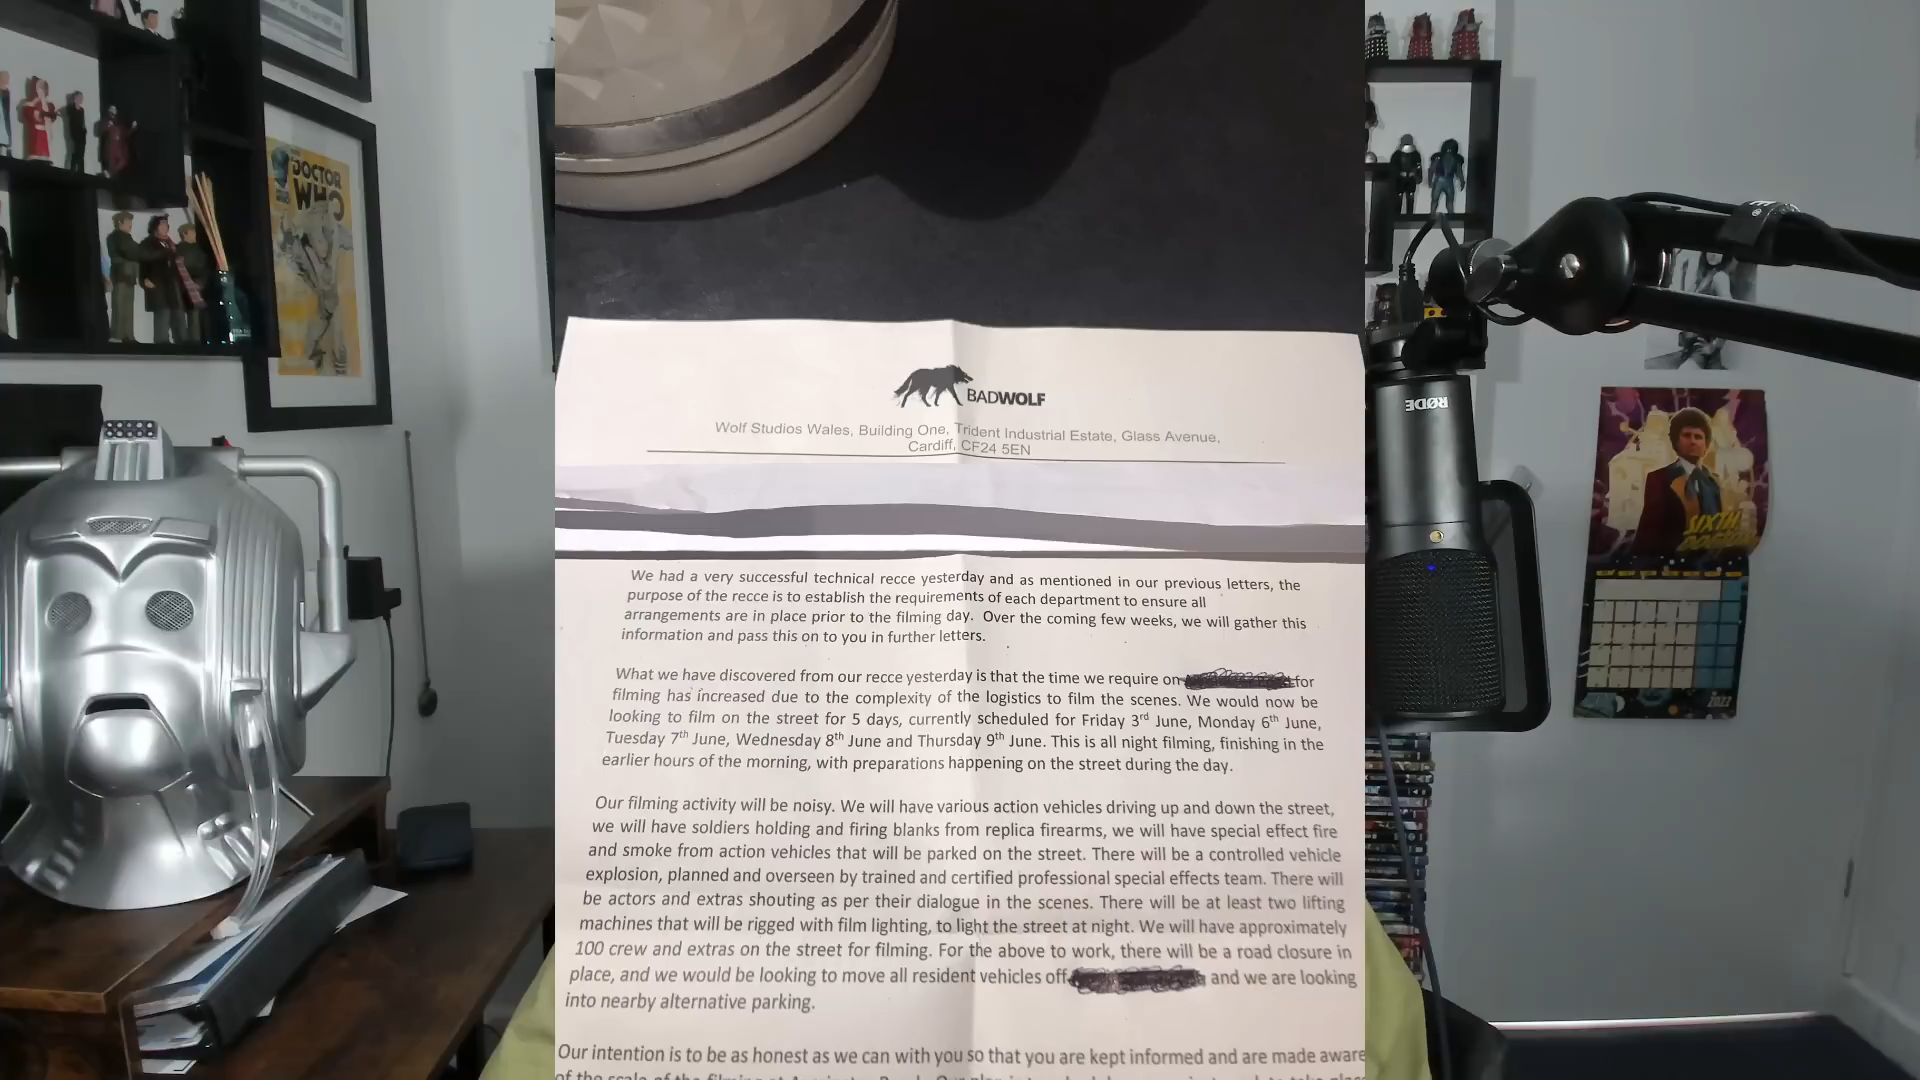 DOCTOR
WHO
BADWOLF
Wolf Studios Wales, Building One, Trident Industrial Estate, Glass Avenue,
Cardiff, CF24 5EN
We had a very successful technical recce yesterday and as mentioned in our previous letters, the
purpose of the recce is to establish the requirements of each department to ensure all
arrangements are in place prior to the filming day. Over the coming few weeks, we will gather this
information and pass this on to you in further letters.
What we have discovered from our recce yesterday is that the time we require on for
filming has increased due to the complexity of the logistics to film the scenes. We would now be
looking to film on the street for 5 days, currently scheduled for Friday 3rd June, Monday 6th June,
Tuesday 7th June, Wednesday 8th June and Thursday 9th June. This is all night filming, finishing in the
earlier hours of the morning, with preparations happening on the street during the day.
Our filming activity will be noisy. We will have various action vehicles driving up and down the street,
we will have soldiers holding and firing blanks from replica firearms, we will have special effect fire
and smoke from action vehicles that will be parked on the street. There will be a controlled vehicle
explosion, planned and overseen by trained and certified professional special effects team. There will
be actors and extras shouting as per their dialogue in the scenes. There will be at least two lifting
machines that will be rigged with film lighting, to light the street at night. We will have approximately
100 crew and extras on the street for filming. For the above to work, there will be a road closure in
place, and we would be looking to move all resident vehicles off and we are looking
into nearby alternative parking.
Our intention is to be as honest as we can with you so that you are kept informed and are made aware
RØDE
SIXTH
DOCTOR
2022